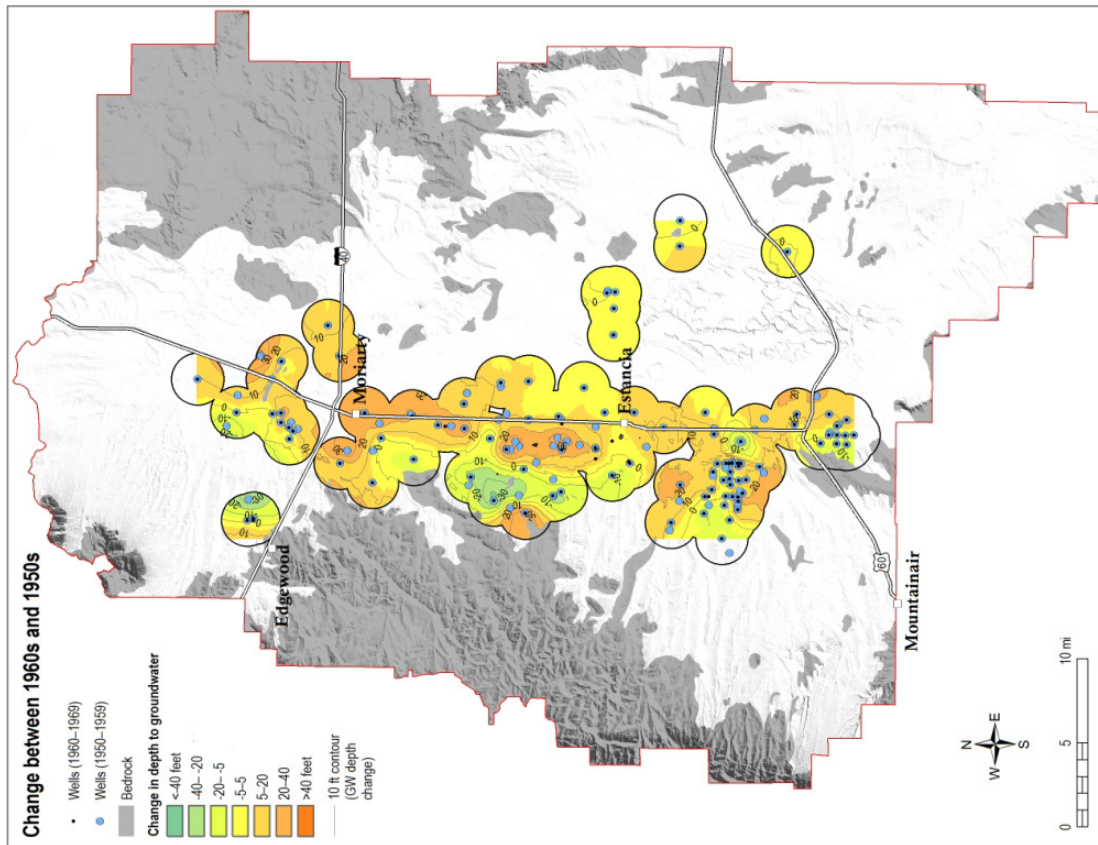 Change between 1960s and 1950s
Wells (1960–1969)
Wells (1950–1959)
Bedrock
Change in depth to groundwater
<-40 feet
-40– -20
-20– -5
-5–5
5–20
20–40
>40 feet
10 ft contour
(GW depth
change)
Edgewood
Moriarty
40
Estancia
Mountainair
60
N
W E
S
0 5 10 mi